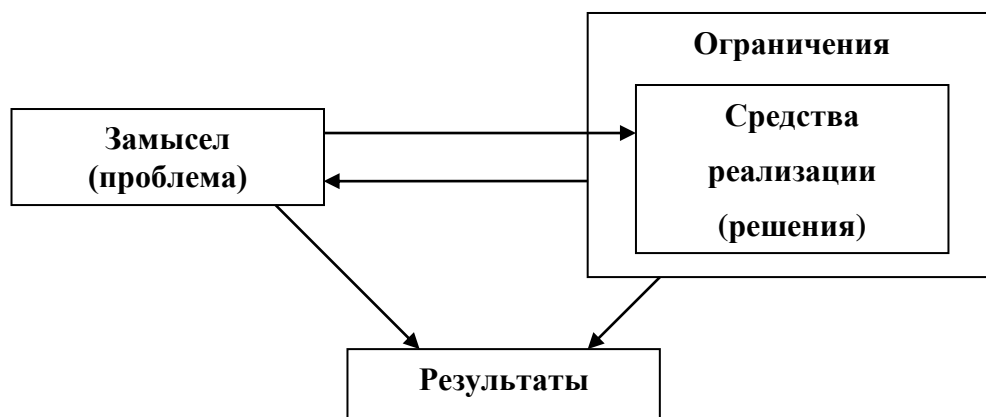 Ограничения
Замысел
(проблема)
Средства
реализации
(решения)
Результаты